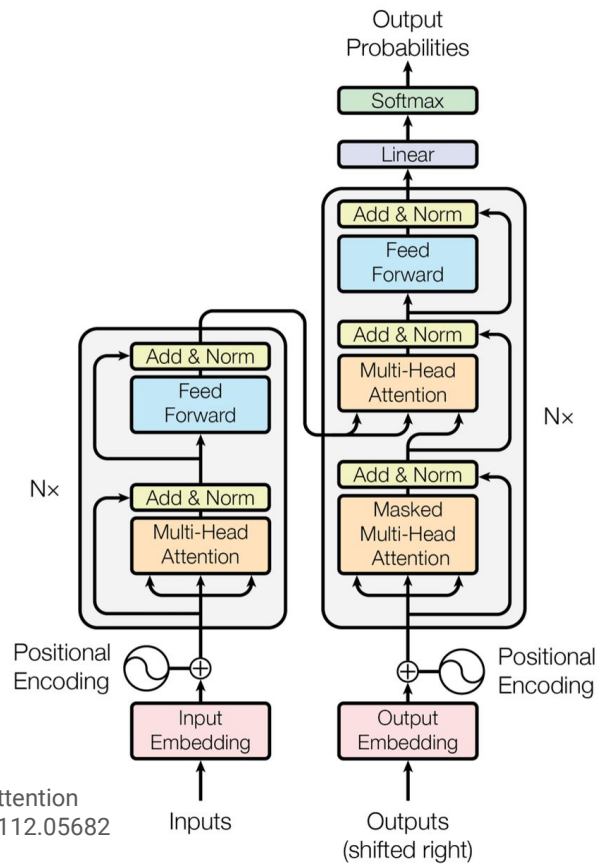 Output
Probabilities
Softmax
Linear
Add & Norm
Feed
Forward
Add & Norm
Multi-Head
Attention
Add & Norm
Masked
Multi-Head
Attention
N×
Add & Norm
Feed
Forward
N×
Add & Norm
Multi-Head
Attention
Positional
Encoding
Positional
Encoding
Input
Embedding
Output
Embedding
Inputs
Outputs
(shifted right)
ttention
112.05682